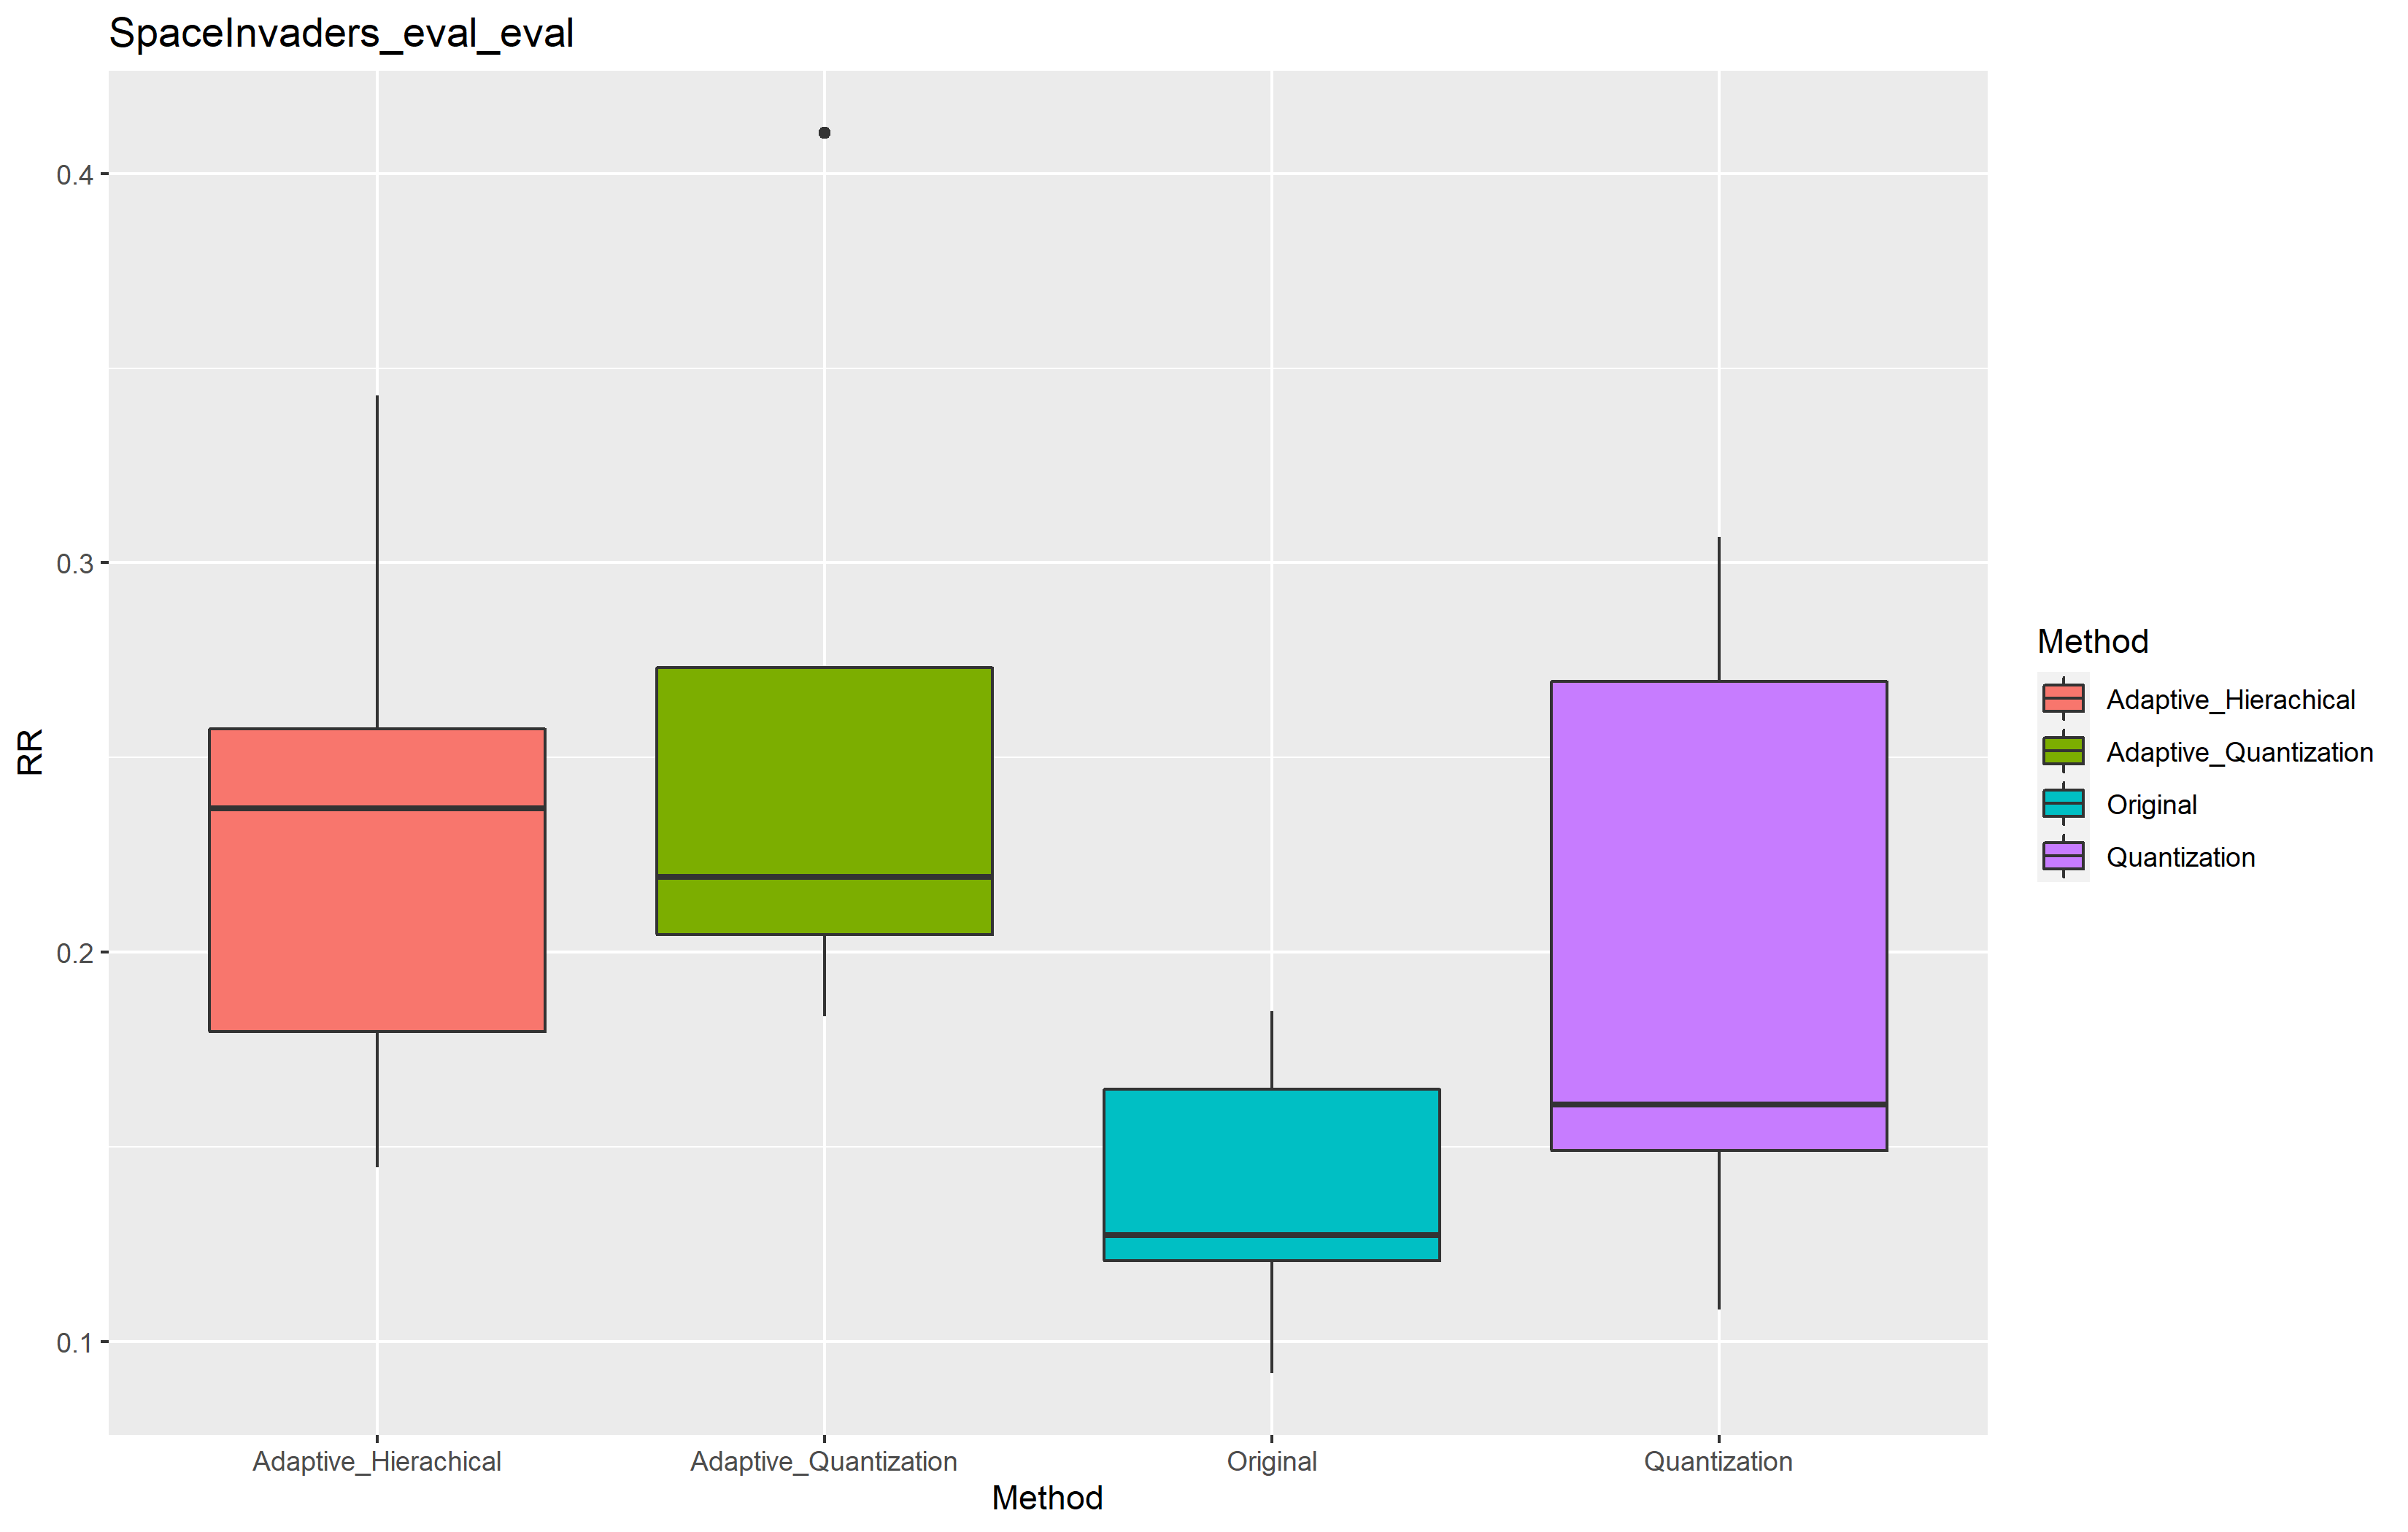 SpaceInvaders_eval_eval
0.4
0.3
0.2
0.1
RR
Adaptive_Hierachical
Adaptive_Quantization
Original
Quantization
Method
Method
Adaptive_Hierachical
Adaptive_Quantization
Original
Quantization